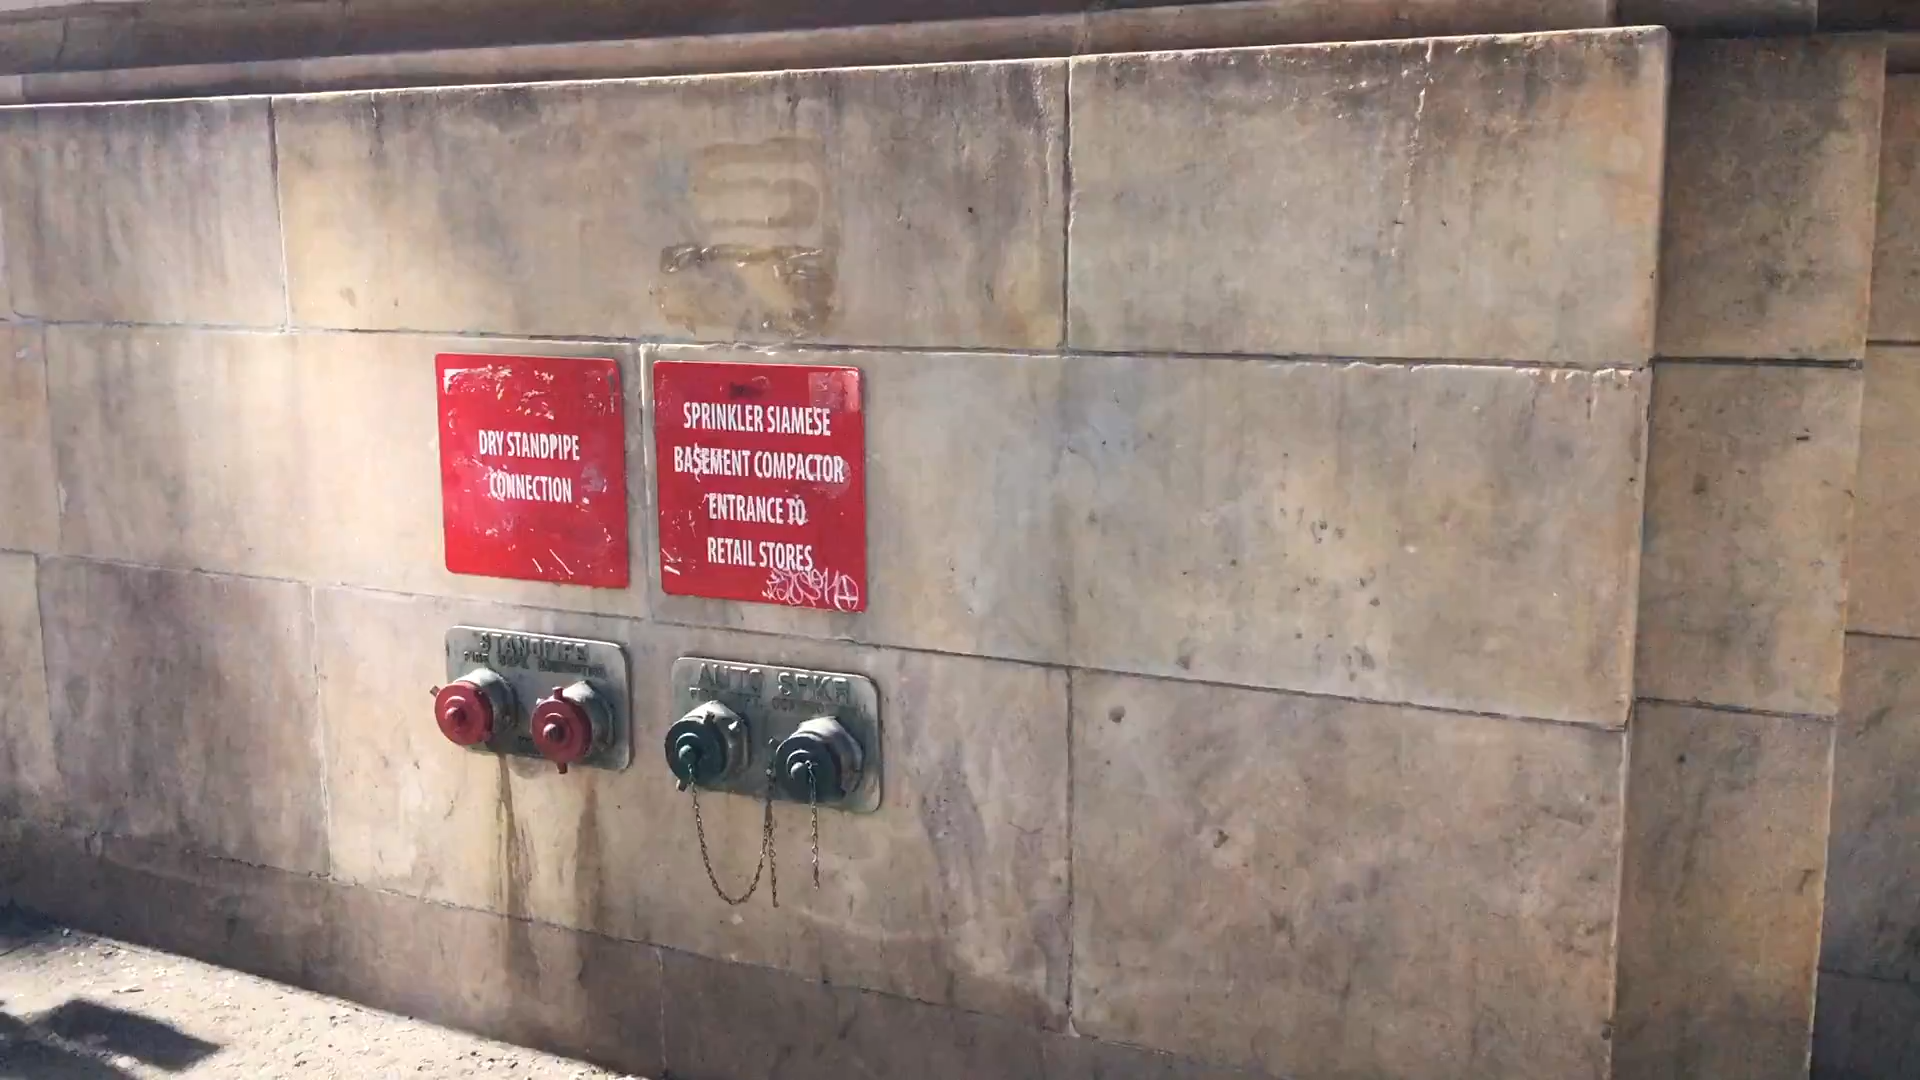 DRY STANDPIPE
CONNECTION
SPRINKLER SIAMESE
BASEMENT COMPACTOR
ENTRANCE TO
RETAIL STORES
STANDPIPE
AUTO SPKR